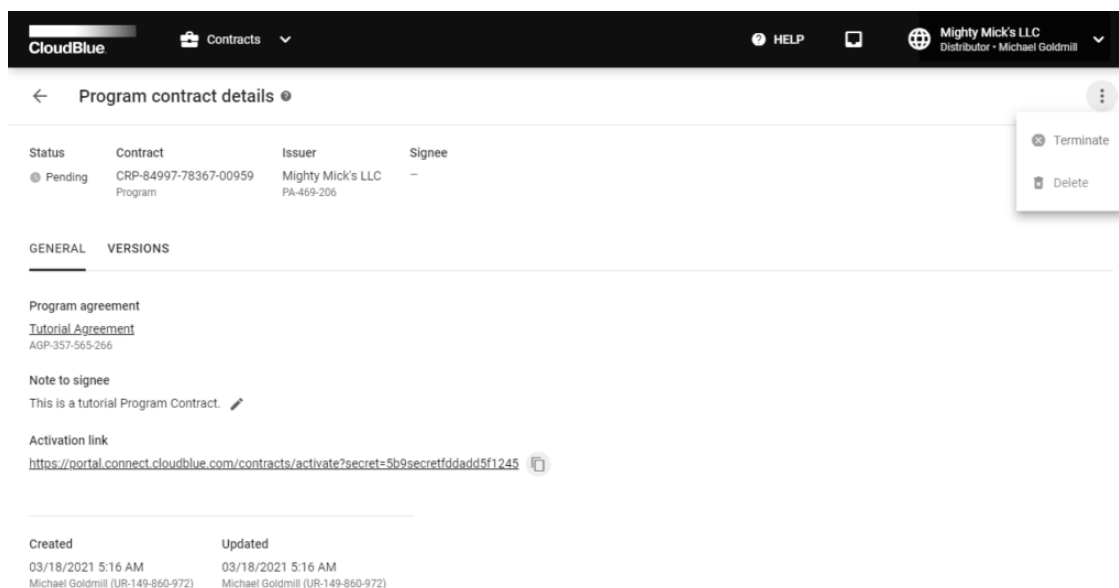 CloudBlue
Contracts
HELP
Mighty Mick's LLC
Distributor • Michael Goldmill
Program contract details
Terminate
Delete
Status
Contract
Issuer
Signee
Pending
CRP-84997-78367-00959
Program
Mighty Mick's LLC
PA-469-206
–
GENERAL
VERSIONS
Program agreement
Tutorial Agreement
AGP-357-565-266
Note to signee
This is a tutorial Program Contract.
Activation link
https://portal.connect.cloudblue.com/contracts/activate?secret=5b9secretfddadd5f1245
Created
Updated
03/18/2021 5:16 AM
03/18/2021 5:16 AM
Michael Goldmill (UR-149-860-972)
Michael Goldmill (UR-149-860-972)